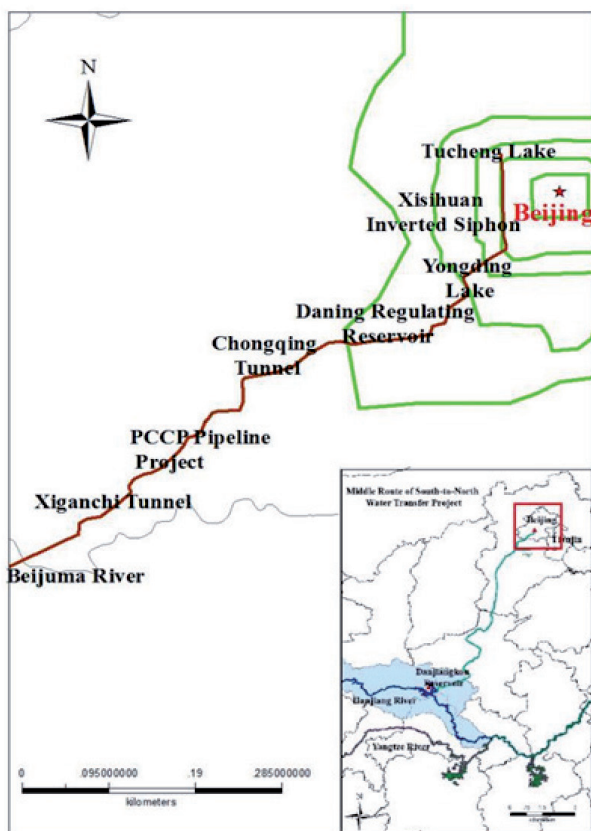 N
Tucheng Lake
Beijing
Xisihuan
Inverted Siphon
Yongding
Lake
Daning Regulating
Reservoir
Chongqing
Tunnel
PCCP Pipeline
Project
Xiganchi Tunnel
Beijuma River
0 .095000000 .19 .285000000
kilometers
Middle Route of South-to-North
Water Transfer Project
Beijing
Tianjin
Danjiangkou
Reservoir
Hanjiang River
Yangtze River